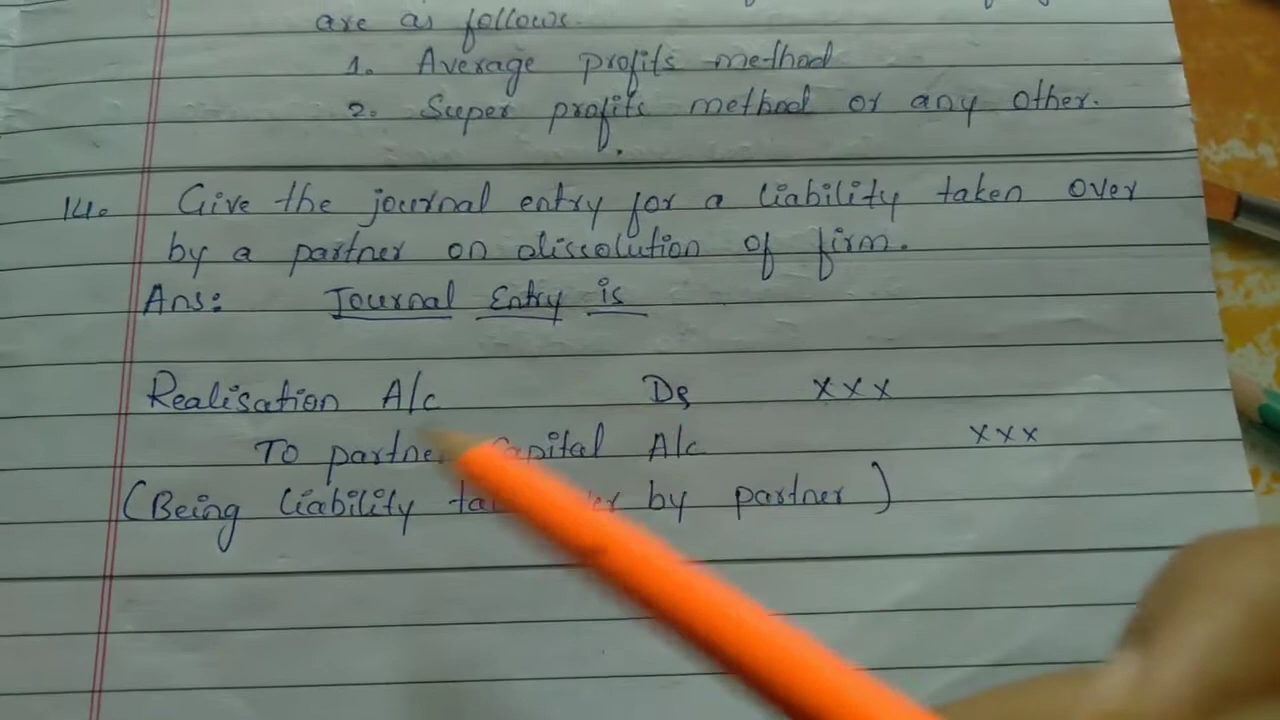 are as follows.
1. Average profits method
2. Super profits method or any other.
14. Give the journal entry for a liability taken over
by a partner on dissolution of firm.
Ans: Journal Entry is
Realisation A/c Dr xxx
To partner Capital A/c xxx
(Being liability by partner)